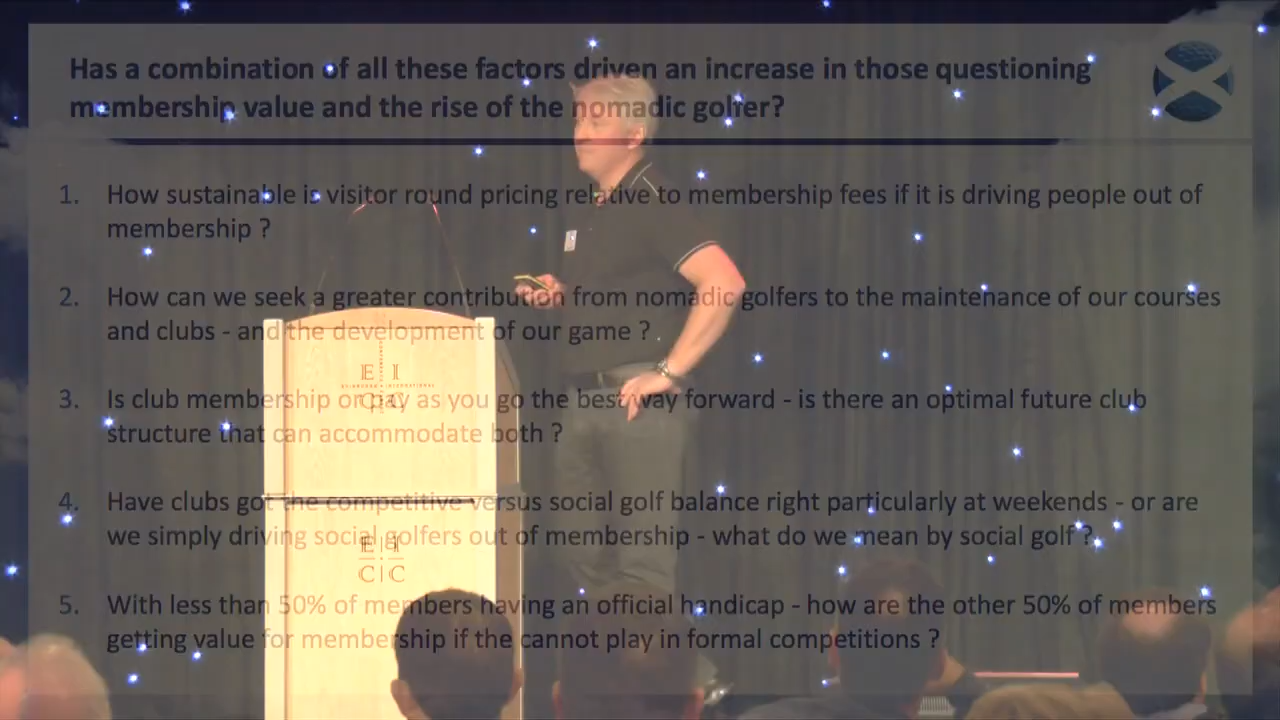 Has a combination of all these factors driven an increase in those questioning
membership value and the rise of the nomadic golfer?
1. How sustainable is visitor round pricing relative to membership fees if it is driving people out of
membership ?
2. How can we seek a greater contribution from nomadic golfers to the maintenance of our courses
and clubs - and the development of our game ?
3. Is club membership or pay as you go the best way forward - is there an optimal future club
structure that can accommodate both ?
4. Have clubs got the competitive versus social golf balance right particularly at weekends - or are
we simply driving social golfers out of membership - what do we mean by social golf ?
5. With less than 50% of members having an official handicap - how are the other 50% of members
getting value for membership if the cannot play in formal competitions ?
E I
EDINBURGH INTERNATIONAL
C C
E I
C C